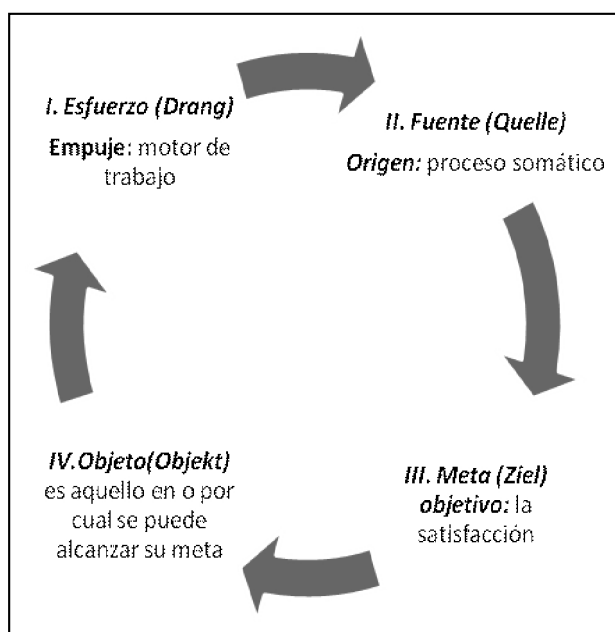 I. Esfuerzo (Drang)
Empuje: motor de
trabajo
II. Fuente (Quelle)
Origen: proceso somático
III. Meta (Ziel)
objetivo: la
satisfacción
IV.Objeto(Objekt)
es aquello en o por
cual se puede
alcanzar su meta